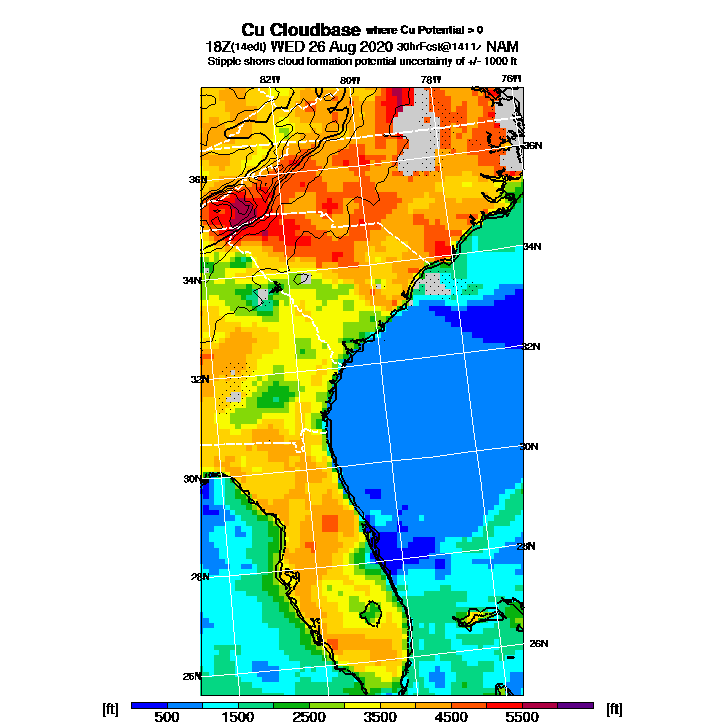 Cu Cloudbase where Cu Potential > 0
18Z(14edt) WED 26 Aug 2020 NAM
Stipple shows cloud formation potential uncertainty of +/- 1000 ft
82W 80W 78W 76W
36N
36N
34N
34N
32N
32N
30N
30N
28N
28N
26N
26N
[ft] 500 1500 2500 3500 4500 5500 [ft]